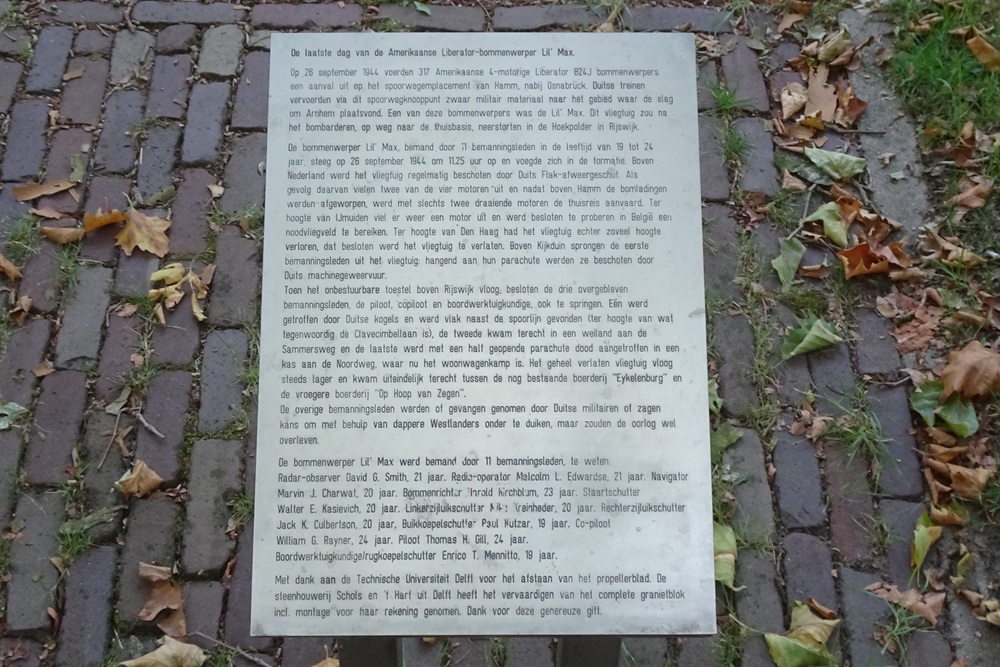 De laatste dag van de Amerikaanse Liberator-bommenwerper Lil' Max.
Op 26 september 1944 voerden 317 Amerikaanse 4-motorige Liberator B24J bommenwerpers
een aanval uit op het spoorwegemplacement van Hamm, nabij Osnabrück. Duitse treinen
vervoerden via dit spoorwegknooppunt zwaar militair materiaal naar het gebied waar de slag
om Arnhem plaatsvond. Een van deze bommenwerpers was de Lil' Max. Dit vliegtuig zou na
het bombarderen, op weg naar de thuisbasis, neerstorten in de Hoekpolder in Rijswijk.
De bommenwerper Lil' Max, bemand door 11 bemanningsleden in de leeftijd van 19 tot 24
jaar, steeg op 26 september 1944 om 11.25 uur op en voegde zich in de formatie. Boven
Nederland werd het vliegtuig regelmatig beschoten door Duits Flak-afweergeschut. Als
gevolg daarvan vielen twee van de vier motoren uit en nadat boven Hamm de bomladingen
werden afgeworpen, werd met slechts twee draaiende motoren de thuisreis aanvaard. Ter
hoogte van IJmuiden viel er weer een motor uit en werd besloten te proberen in België een
noodvliegveld te bereiken. Ter hoogte van Den Haag had het vliegtuig echter zoveel hoogte
verloren, dat besloten werd het vliegtuig te verlaten. Boven Kijkduin sprongen de eerste
bemanningsleden uit het vliegtuig; hangend aan hun parachute werden ze beschoten door
Duits machinegeweervuur.
Toen het onbestuurbare toestel boven Rijswijk vloog, besloten de drie overgebleven
bemanningsleden, de piloot, copiloot en boordwerktuigkundige, ook te springen. Eén werd
getroffen door Duitse kogels en werd vlak naast de spoorlijn gevonden (ter hoogte van wat
tegenwoordig de Clavecimbellaan is), de tweede kwam terecht in een weiland aan de
Sammersweg en de laatste werd met een half geopende parachute dood aangetroffen in een
kas aan de Noordweg, waar nu het woonwagenkamp is. Het geheel verlaten vliegtuig vloog
steeds lager en kwam uiteindelijk terecht tussen de nog bestaande boerderij "Eykelenburg" en
de vroegere boerderij "Op Hoop van Zegen".
De overige bemanningsleden werden of gevangen genomen door Duitse militairen of zagen
kans om met behulp van dappere Westlanders onder te duiken, maar zouden de oorlog wel
overleven.
De bommenwerper Lil' Max werd bemand door 11 bemanningsleden, te weten:
Radar-observer David G. Smith, 21 jaar. Radio-operator Malcolm L. Edwardse, 21 jaar. Navigator
Marvin J. Charwat, 20 jaar. Bommenrichter Harold Kirchblum, 23 jaar. Staartschutter
Walter E. Kasievich, 20 jaar. Linkerzijluikschutter Mike Kreinheder, 20 jaar. Rechterzijluikschutter
Jack K. Culbertson, 20 jaar, Buikkoepelschutter Paul Kutzar, 19 jaar. Co-piloot
William G. Rayner, 24 jaar. Piloot Thomas H. Gill, 24 jaar.
Boordwerktuigkundige/rugkoepelschutter Enrico T. Mennitto, 19 jaar.
Met dank aan de Technische Universiteit Delft voor het afstaan van het propellerblad. De
steenhouwerij Schols en 't Hart uit Delft heeft het vervaardigen van het complete granietblok
incl. montage voor haar rekening genomen. Dank voor deze genereuze gift.